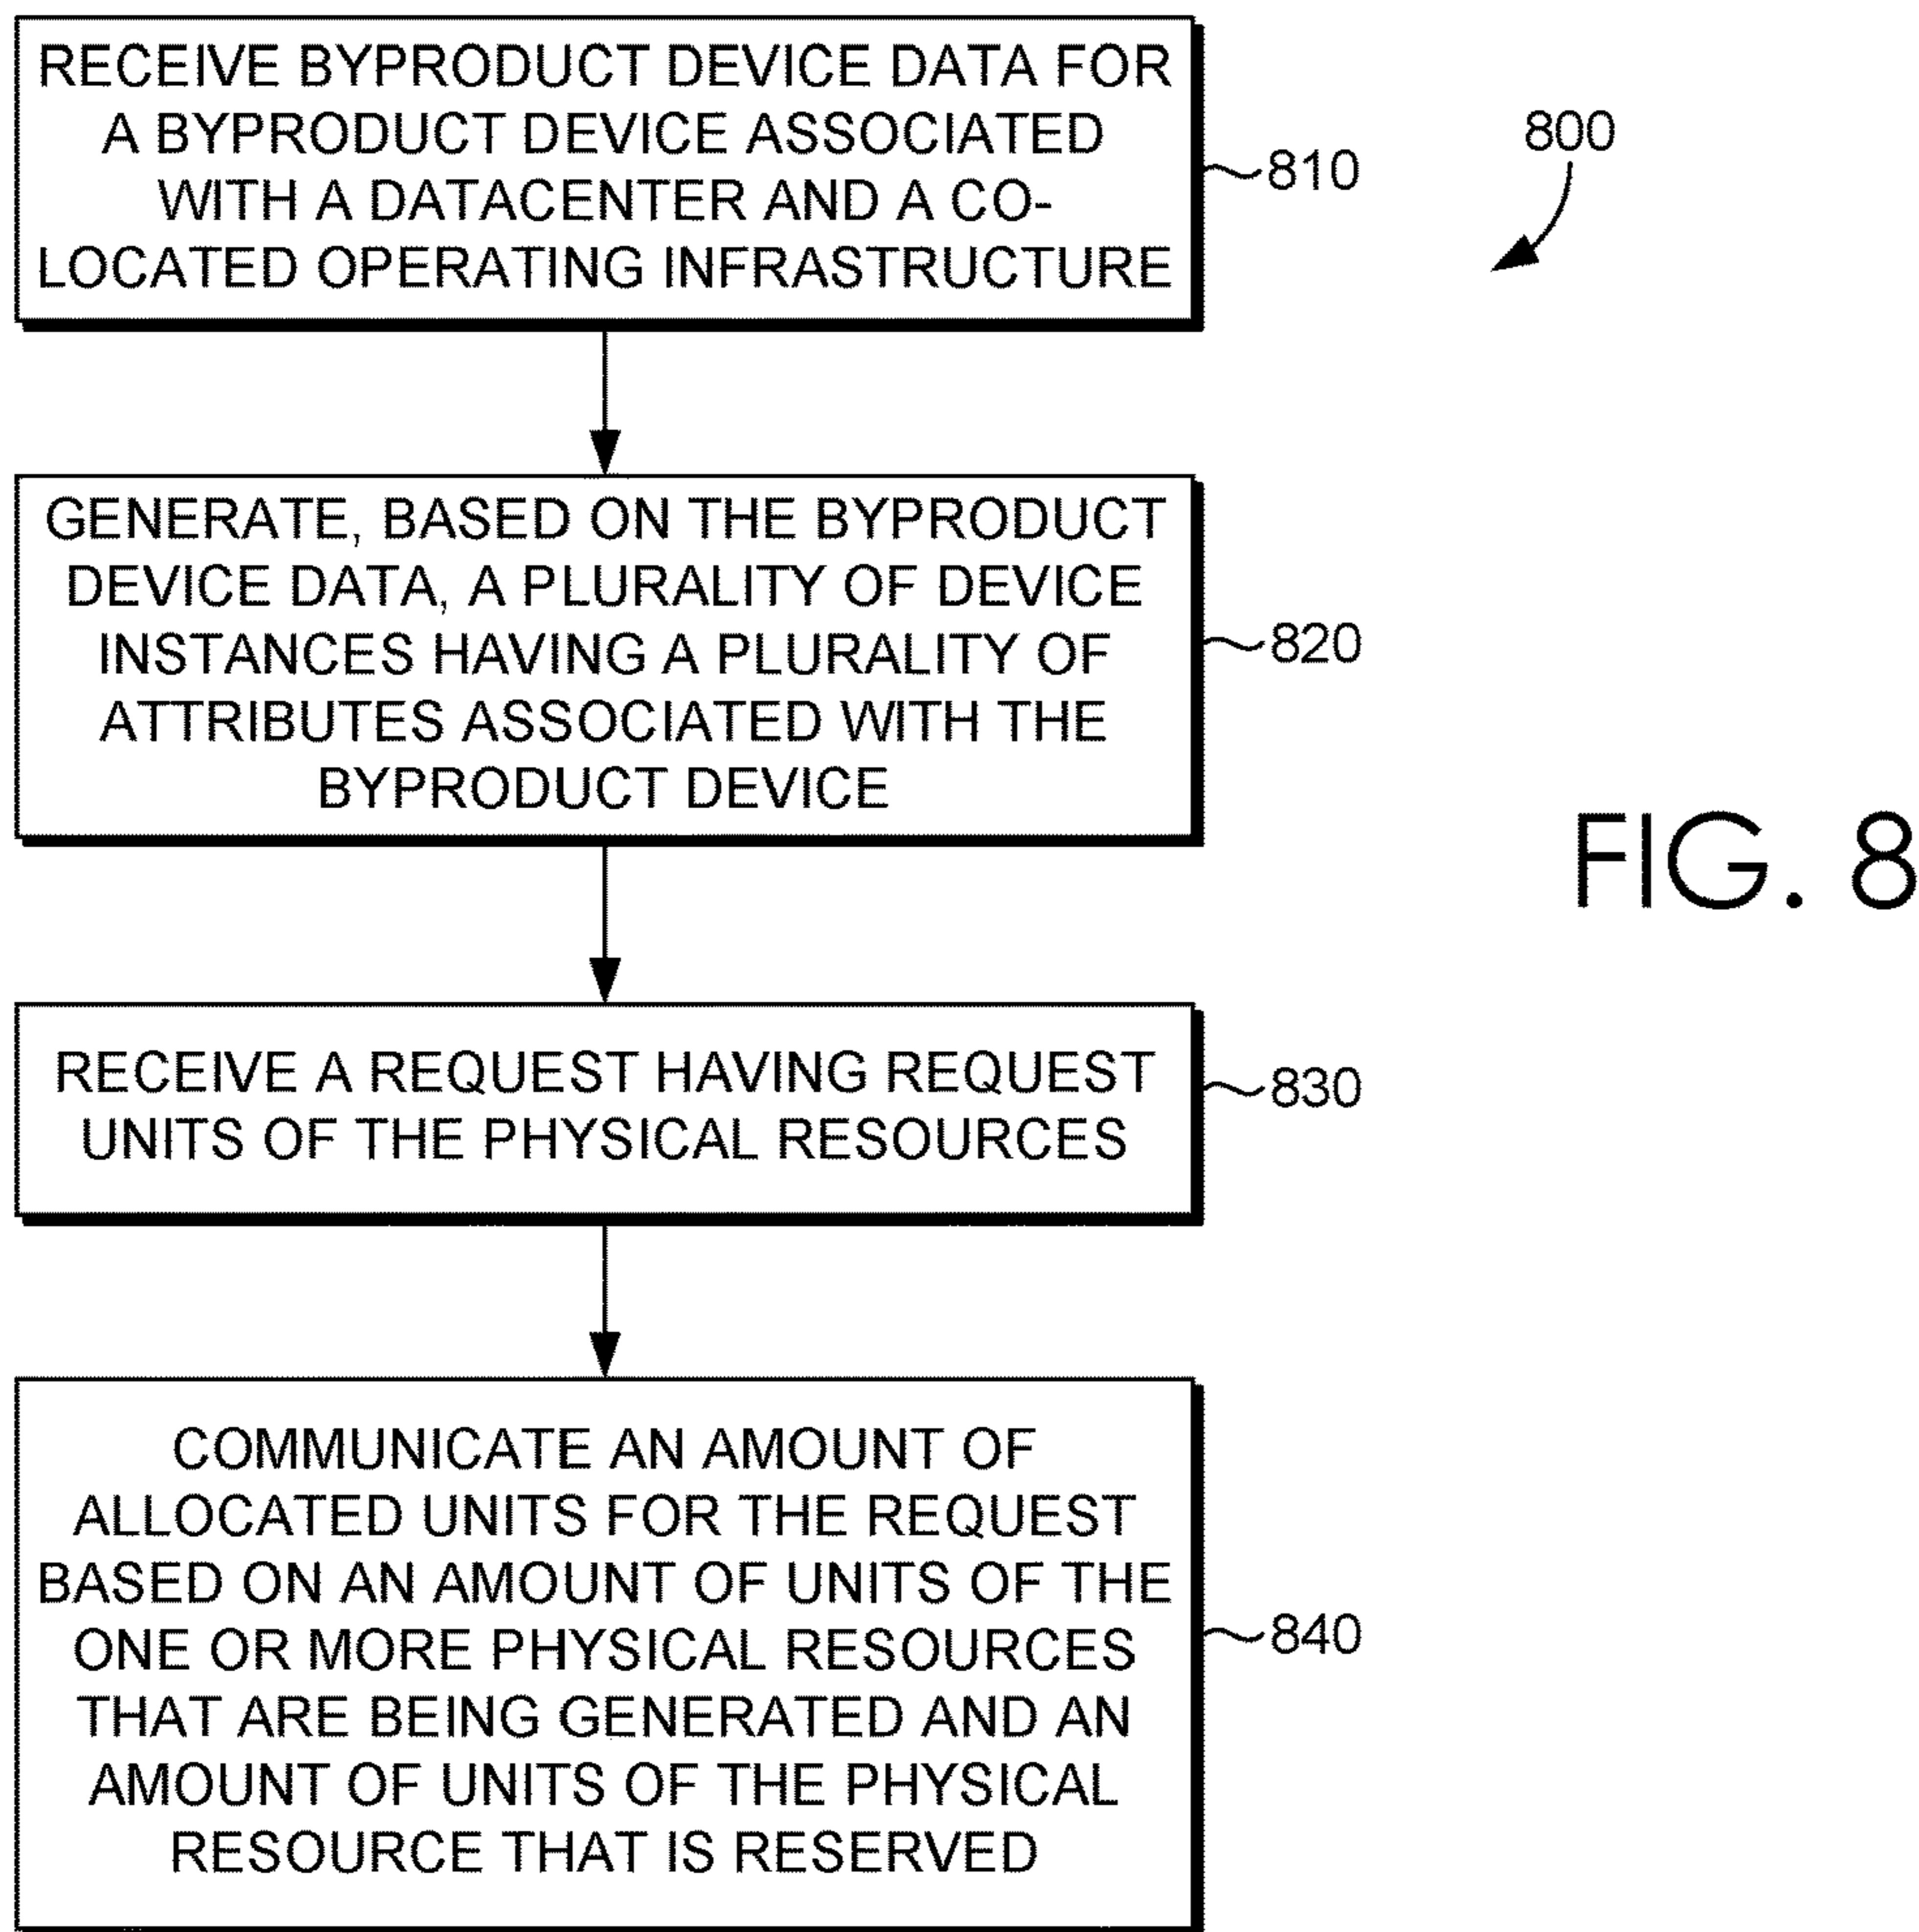 RECEIVE BYPRODUCT DEVICE DATA FOR
A BYPRODUCT DEVICE ASSOCIATED
WITH A DATACENTER AND A CO-
LOCATED OPERATING INFRASTRUCTURE
810
800
GENERATE, BASED ON THE BYPRODUCT
DEVICE DATA, A PLURALITY OF DEVICE
INSTANCES HAVING A PLURALITY OF
ATTRIBUTES ASSOCIATED WITH THE
BYPRODUCT DEVICE
820
FIG. 8
RECEIVE A REQUEST HAVING REQUEST
UNITS OF THE PHYSICAL RESOURCES
830
COMMUNICATE AN AMOUNT OF
ALLOCATED UNITS FOR THE REQUEST
BASED ON AN AMOUNT OF UNITS OF THE
ONE OR MORE PHYSICAL RESOURCES
THAT ARE BEING GENERATED AND AN
AMOUNT OF UNITS OF THE PHYSICAL
RESOURCE THAT IS RESERVED
840